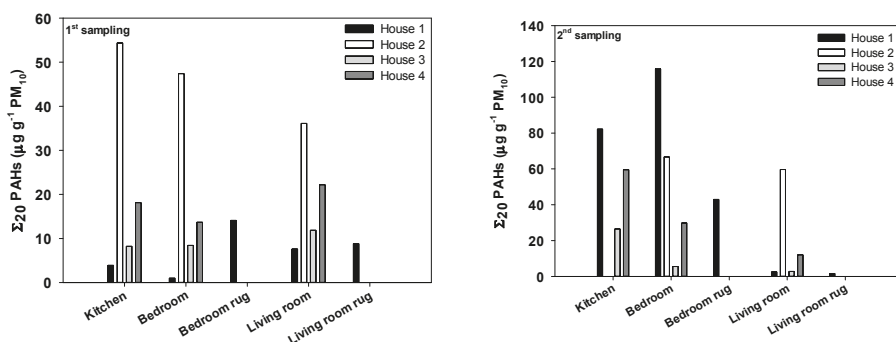 1st sampling
House 1
House 2
House 3
House 4
Σ20 PAHs (µg g-1 PM10)
60
50
40
30
20
10
0
Kitchen
Bedroom
Bedroom rug
Living room
Living room rug
2nd sampling
House 1
House 2
House 3
House 4
Σ20 PAHs (µg g-1 PM10)
140
120
100
80
60
40
20
0
Kitchen
Bedroom
Bedroom rug
Living room
Living room rug